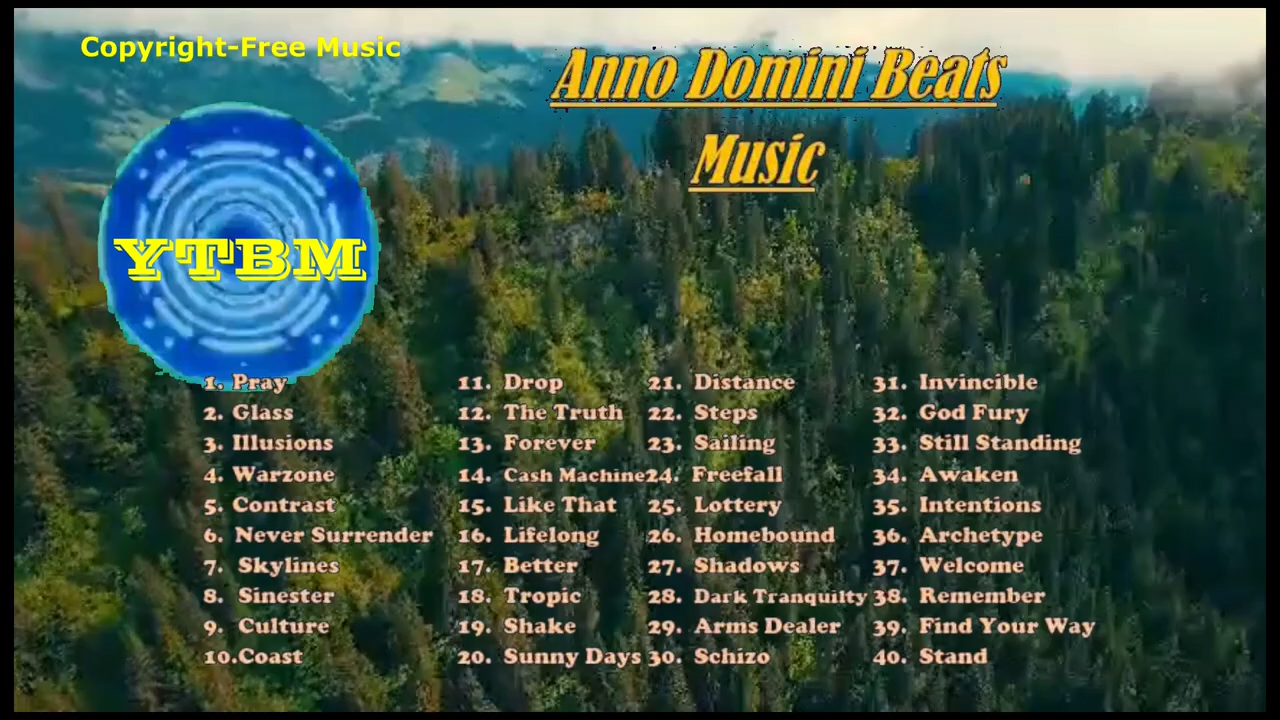 Copyright-Free Music
Anno Domini Beats
Music
YTBM
1. Pray
2. Glass
3. Illusions
4. Warzone
5. Contrast
6. Never Surrender
7. Skylines
8. Sinester
9. Culture
10.Coast
11. Drop
12. The Truth
13. Forever
14. Cash Machine
15. Like That
16. Lifelong
17. Better
18. Tropic
19. Shake
20. Sunny Days
21. Distance
22. Steps
23. Sailing
24. Freefall
25. Lottery
26. Homebound
27. Shadows
28. Dark Tranquilty
29. Arms Dealer
30. Schizo
31. Invincible
32. God Fury
33. Still Standing
34. Awaken
35. Intentions
36. Archetype
37. Welcome
38. Remember
39. Find Your Way
40. Stand